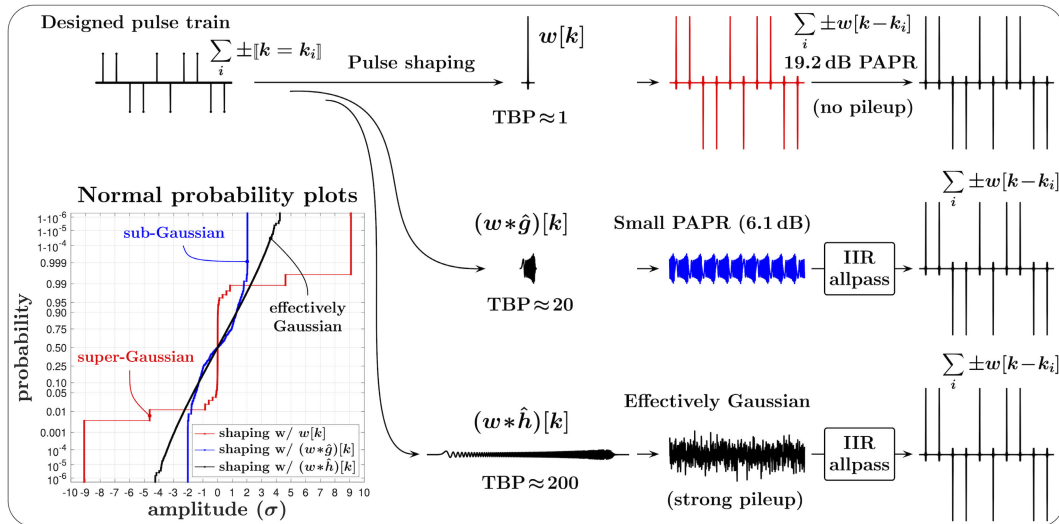 Designed pulse train
∑ᵢ ±⟦k = kᵢ⟧
Pulse shaping
w[k]
TBP≈1
∑ᵢ ±w[k−kᵢ]
19.2 dB PAPR
(no pileup)
(w∗ĝ)[k]
TBP≈20
Small PAPR (6.1 dB)
IIR
allpass
∑ᵢ ±w[k−kᵢ]
(w∗ĥ)[k]
TBP≈200
Effectively Gaussian
(strong pileup)
IIR
allpass
∑ᵢ ±w[k−kᵢ]
Normal probability plots
1-10⁻⁶
1-10⁻⁵
1-10⁻⁴
0.999
0.99
0.95
0.90
0.75
0.50
0.25
0.10
0.05
0.01
0.001
10⁻⁴
10⁻⁵
10⁻⁶
probability
sub-Gaussian
effectively
Gaussian
super-Gaussian
shaping w/ w[k]
shaping w/ (w∗ĝ)[k]
shaping w/ (w∗ĥ)[k]
-10 -9 -8 -7 -6 -5 -4 -3 -2 -1 0 1 2 3 4 5 6 7 8 9 10
amplitude (σ)